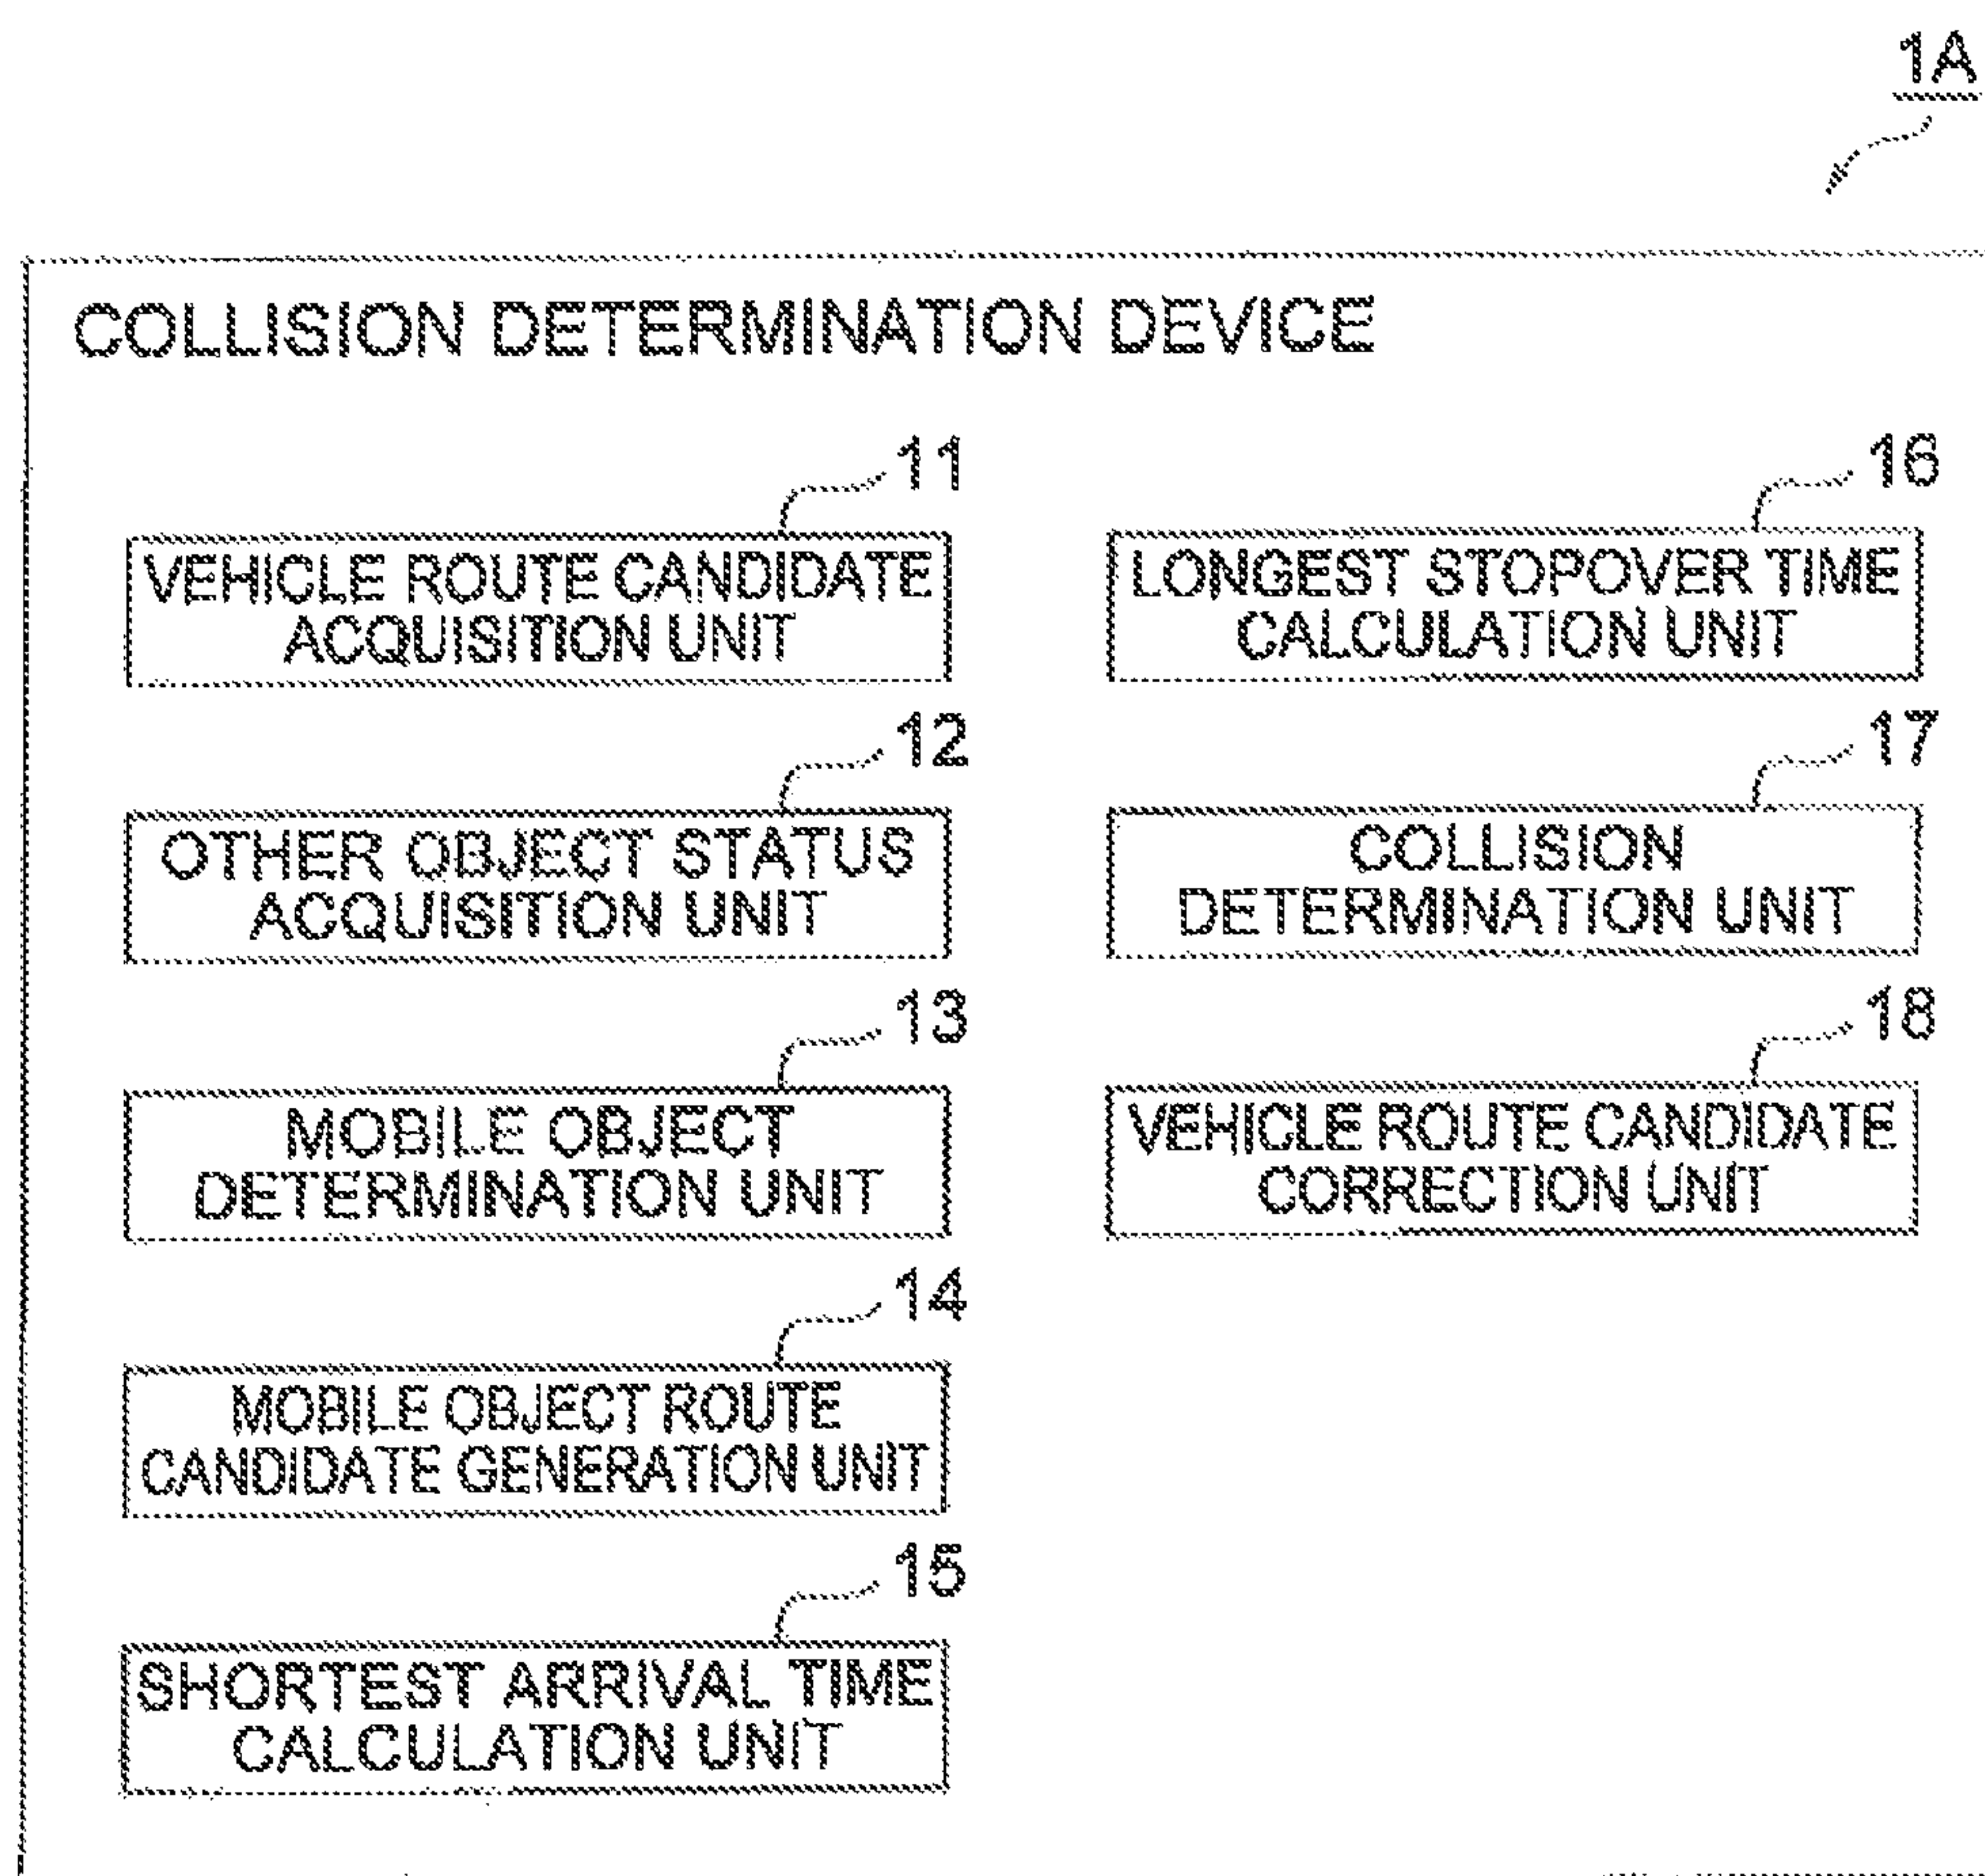 1A
COLLISION DETERMINATION DEVICE
11
VEHICLE ROUTE CANDIDATE
ACQUISITION UNIT
12
OTHER OBJECT STATUS
ACQUISITION UNIT
13
MOBILE OBJECT
DETERMINATION UNIT
14
MOBILE OBJECT ROUTE
CANDIDATE GENERATION UNIT
15
SHORTEST ARRIVAL TIME
CALCULATION UNIT
16
LONGEST STOPOVER TIME
CALCULATION UNIT
17
COLLISION
DETERMINATION UNIT
18
VEHICLE ROUTE CANDIDATE
CORRECTION UNIT